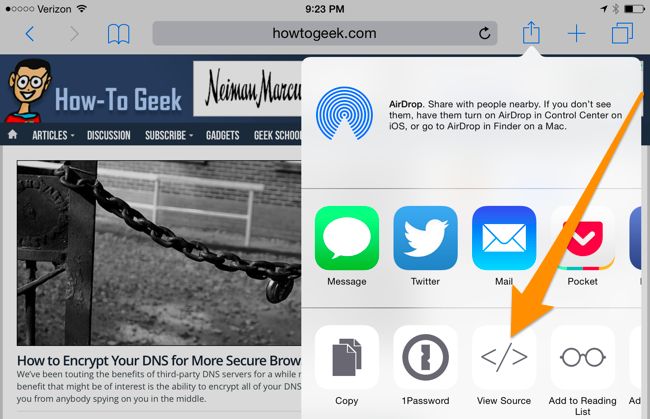 Verizon
9:23 PM
howtogeek.com
How-To Geek
Neiman Marcus
ARTICLES
DISCUSSION
SUBSCRIBE
GADGETS
GEEK SCHOO
AirDrop. Share with people nearby. If you don't see
them, have them turn on AirDrop in Control Center on
iOS, or go to AirDrop in Finder on a Mac.
Message
Twitter
Mail
Pocket
Copy
1Password
</>
View Source
Add to Reading
List
Ad
How to Encrypt Your DNS for More Secure Brow
We've been touting the benefits of third-party DNS servers for a while
benefit that might be of interest is the ability to encrypt all of your DNS
you from anybody spying on you in the middle.